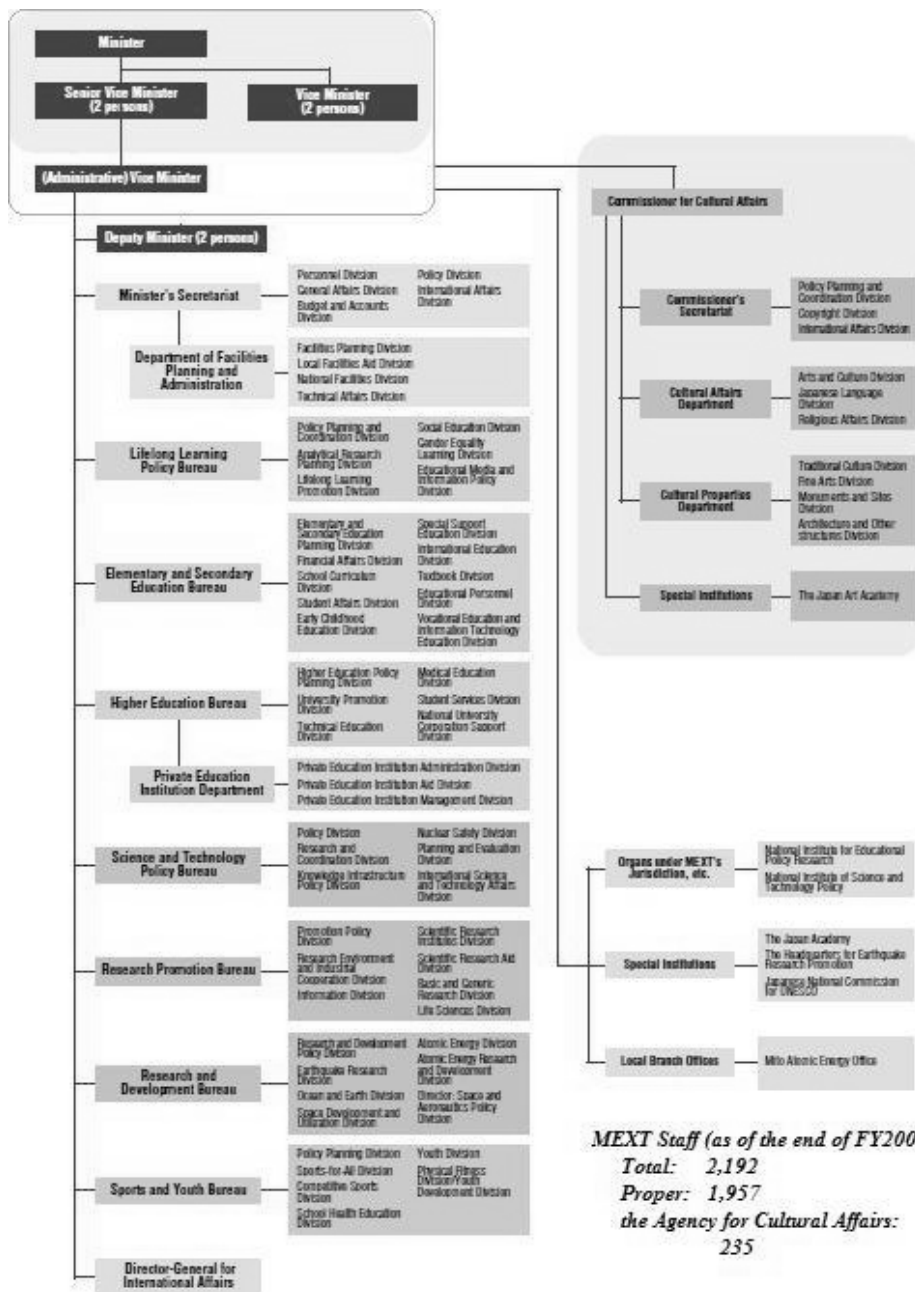 Minister
Senior Vice Minister
(2 persons)
Vice Minister
(2 persons)
(Administrative) Vice Minister
Deputy Minister (2 persons)
Minister's Secretariat
Personnel Division
General Affairs Division
Budget and Accounts
Division
Policy Division
International Affairs
Division
Department of Facilities
Planning and
Administration
Facilities Planning Division
Local Facilities Aid Division
National Facilities Division
Technical Affairs Division
Lifelong Learning
Policy Bureau
Policy Planning and
Coordination Division
Analytical Research
Planning Division
Lifelong Learning
Promotion Division
Social Education Division
Gender Equality
Learning Division
Educational Media and
Information Policy
Division
Elementary and Secondary
Education Bureau
Elementary and
Secondary Education
Planning Division
Financial Affairs Division
School Curriculum
Division
Student Affairs Division
Early Childhood
Education Division
Special Support
Education Division
International Education
Division
Textbook Division
Educational Personnel
Division
Vocational Education and
Information Technology
Education Division
Higher Education Bureau
Higher Education Policy
Planning Division
University Promotion
Division
Technical Education
Division
Medical Education
Division
Student Services Division
National University
Corporation Support
Division
Private Education
Institution Department
Private Education Institution Administration Division
Private Education Institution Aid Division
Private Education Institution Management Division
Science and Technology
Policy Bureau
Policy Division
Research and
Coordination Division
Knowledge Infrastructure
Policy Division
Nuclear Safety Division
Planning and Evaluation
Division
International Science
and Technology Affairs
Division
Research Promotion Bureau
Promotion Policy
Division
Research Environment
and Industrial
Cooperation Division
Information Division
Scientific Research
Institutes Division
Scientific Research Aid
Division
Basic and Generic
Research Division
Life Sciences Division
Research and
Development Bureau
Research and Development
Policy Division
Earthquake Research
Division
Ocean and Earth Division
Space Development and
Utilization Division
Atomic Energy Division
Atomic Energy Research
and Development
Division
Director: Space and
Aeronautics Policy
Division
Sports and Youth Bureau
Policy Planning Division
Sports-for-All Division
Competitive Sports
Division
School Health Education
Division
Youth Division
Physical Fitness
Division/Youth
Development Division
Director-General for
International Affairs
Commissioner for Cultural Affairs
Commissioner's
Secretariat
Policy Planning and
Coordination Division
Copyright Division
International Affairs Division
Cultural Affairs
Department
Arts and Culture Division
Japanese Language
Division
Religious Affairs Division
Cultural Properties
Department
Traditional Culture Division
Fine Arts Division
Monuments and Sites
Division
Architecture and Other
structures Division
Special Institutions
The Japan Art Academy
Organs under MEXT's
Jurisdiction, etc.
National Institute for Educational
Policy Research
National Institute of Science and
Technology Policy
Special Institutions
The Japan Academy
The Headquarters for Earthquake
Research Promotion
Japanese National Commission
for UNESCO
Local Branch Offices
Mito Atomic Energy Office
MEXT Staff (as of the end of FY200
Total: 2,192
Proper: 1,957
the Agency for Cultural Affairs:
235